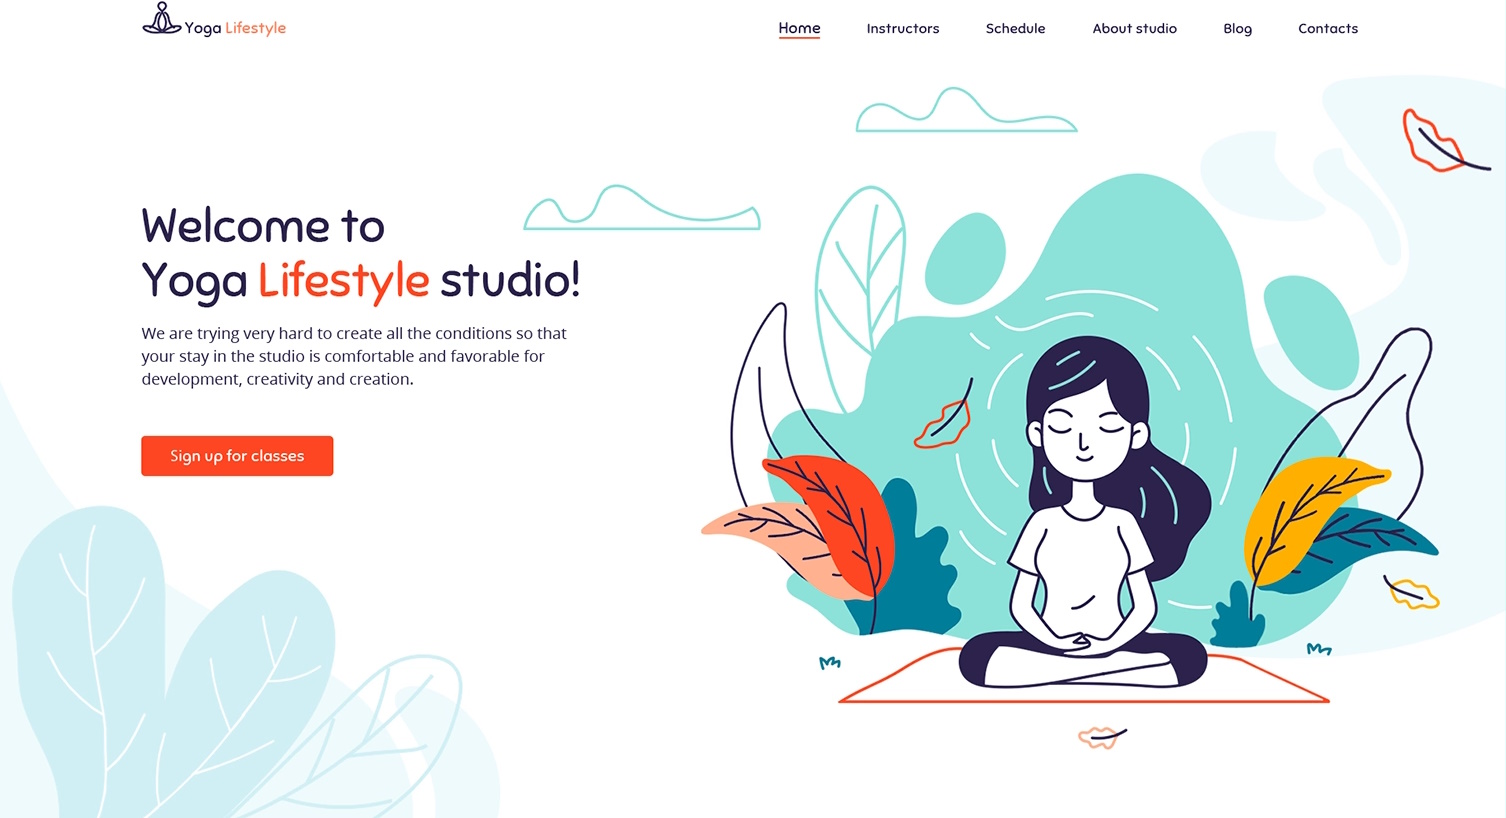 Yoga Lifestyle
Home Instructors Schedule About studio Blog Contacts
Welcome to
Yoga Lifestyle studio!
We are trying very hard to create all the conditions so that
your stay in the studio is comfortable and favorable for
development, creativity and creation.
Sign up for classes